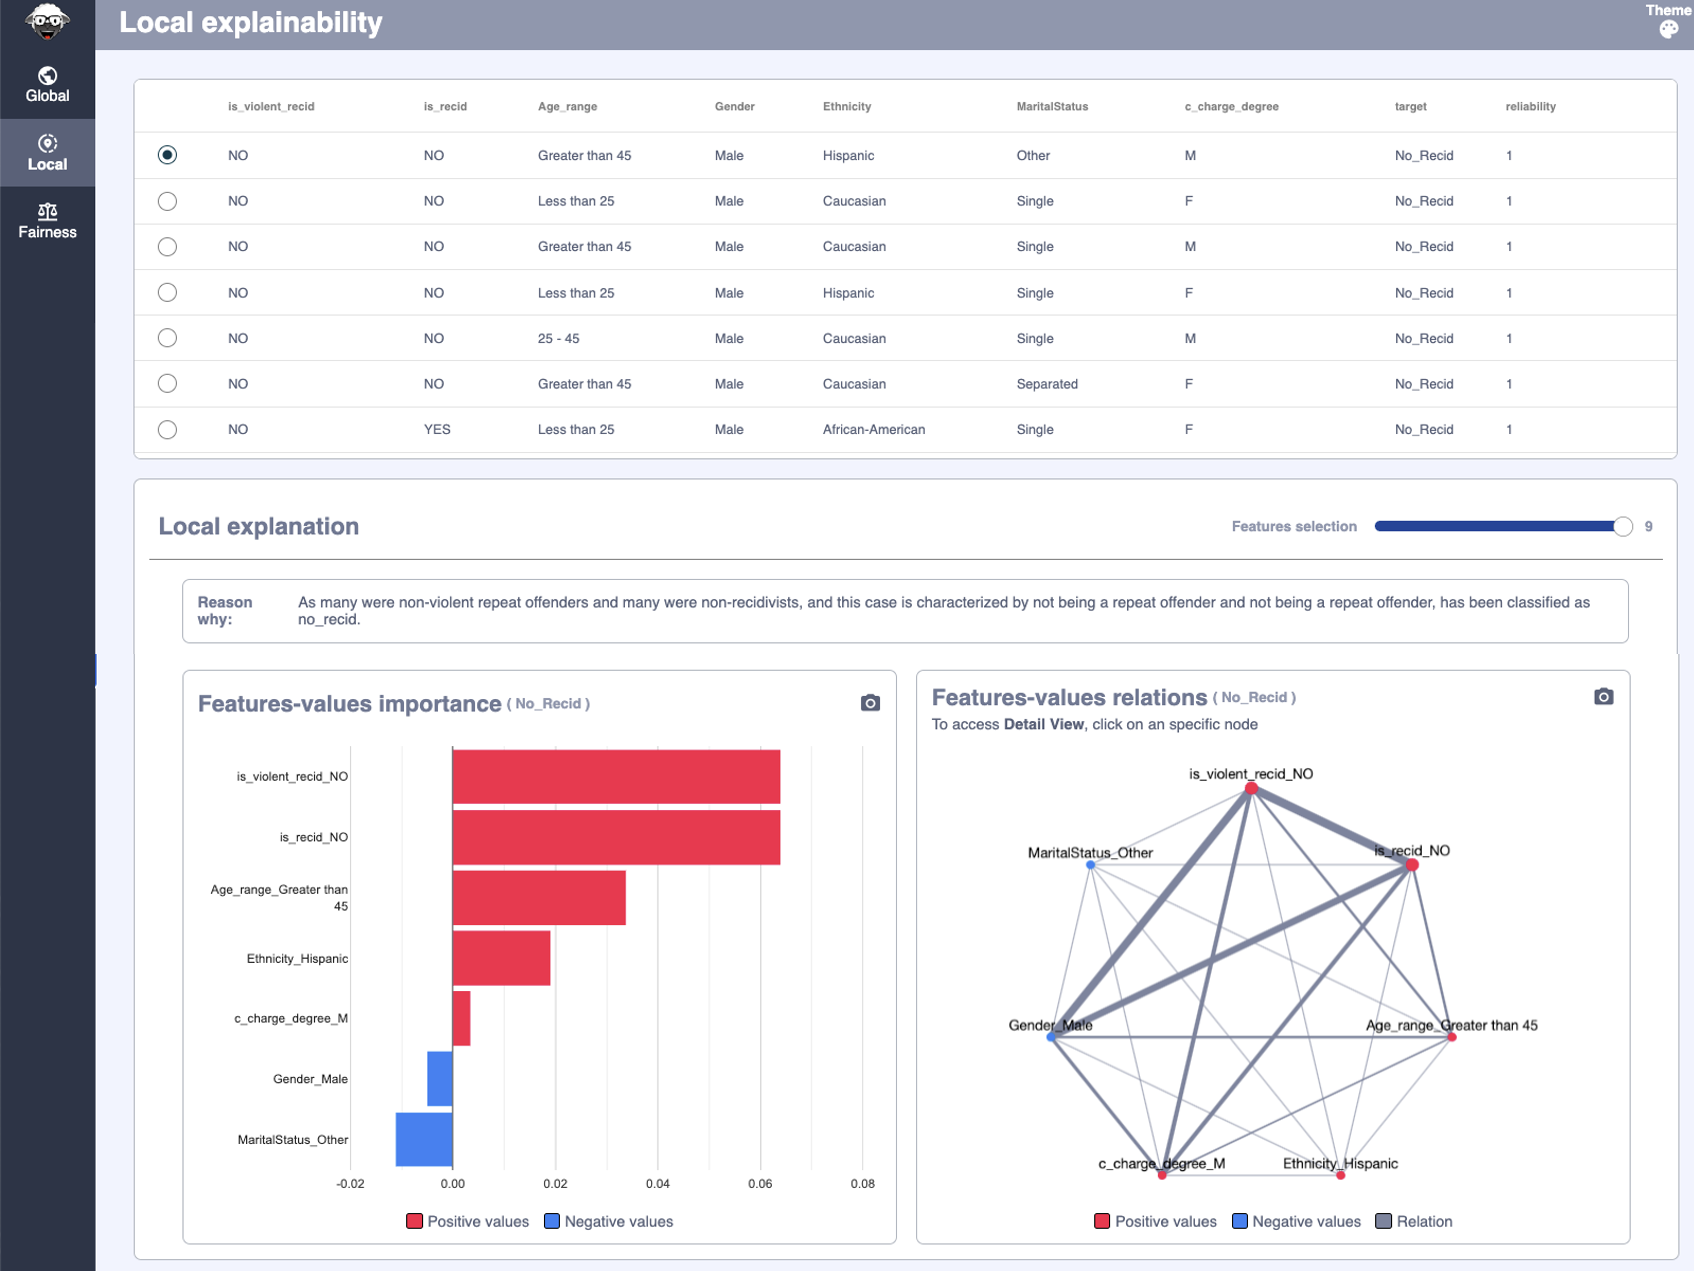 Local explainability
Theme
Global
Local
Fairness
is_violent_recid is_recid Age_range Gender Ethnicity MaritalStatus c_charge_degree target reliability
NO NO Greater than 45 Male Hispanic Other M No_Recid 1
NO NO Less than 25 Male Caucasian Single F No_Recid 1
NO NO Greater than 45 Male Caucasian Single M No_Recid 1
NO NO Less than 25 Male Hispanic Single F No_Recid 1
NO NO 25 - 45 Male Caucasian Single M No_Recid 1
NO NO Greater than 45 Male Caucasian Separated F No_Recid 1
NO YES Less than 25 Male African-American Single F No_Recid 1
Local explanation
Features selection 9
Reason why:
As many were non-violent repeat offenders and many were non-recidivists, and this case is characterized by not being a repeat offender and not being a repeat offender, has been classified as
no_recid.
Features-values importance ( No_Recid )
is_violent_recid_NO
is_recid_NO
Age_range_Greater than
45
Ethnicity_Hispanic
c_charge_degree_M
Gender_Male
MaritalStatus_Other
-0.02 0.00 0.02 0.04 0.06 0.08
Positive values Negative values
Features-values relations ( No_Recid )
To access Detail View, click on an specific node
is_violent_recid_NO
MaritalStatus_Other
is_recid_NO
Gender_Male
Age_range_Greater than 45
c_charge_degree_M
Ethnicity_Hispanic
Positive values Negative values Relation